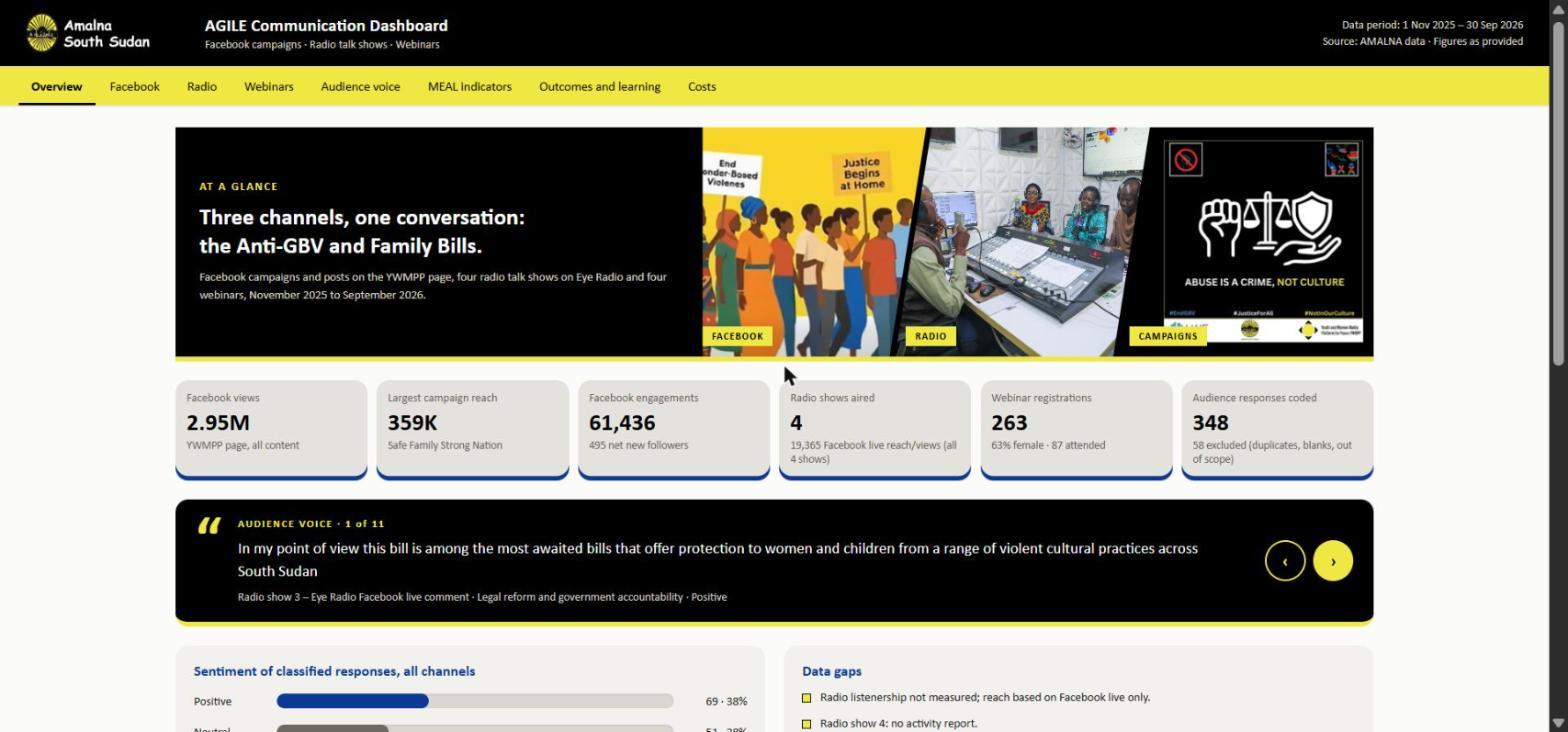 Amalna
South Sudan
AGILE Communication Dashboard
Facebook campaigns · Radio talk shows · Webinars
Data period: 1 Nov 2025 – 30 Sep 2026
Source: AMALNA data · Figures as provided
Overview Facebook Radio Webinars Audience voice MEAL indicators Outcomes and learning Costs
AT A GLANCE
Three channels, one conversation:
the Anti-GBV and Family Bills.
Facebook campaigns and posts on the YWMPP page, four radio talk shows on Eye Radio and four
webinars, November 2025 to September 2026.
End
ender-Based
Violenes
Justice
Begins
at Home
FACEBOOK
RADIO
ABUSE IS A CRIME, NOT CULTURE
#EndGBV #JusticeForAll #NotInOurCulture
CAMPAIGNS
Facebook views
2.95M
YWMPP page, all content
Largest campaign reach
359K
Safe Family Strong Nation
Facebook engagements
61,436
495 net new followers
Radio shows aired
4
19,365 Facebook live reach/views (all
4 shows)
Webinar registrations
263
63% female · 87 attended
Audience responses coded
348
58 excluded (duplicates, blanks, out
of scope)
“
AUDIENCE VOICE · 1 of 11
In my point of view this bill is among the most awaited bills that offer protection to women and children from a range of violent cultural practices across
South Sudan
Radio show 3 – Eye Radio Facebook live comment · Legal reform and government accountability · Positive
‹ ›
Sentiment of classified responses, all channels
Positive 69 · 38%
Neutral 51 · 28%
Data gaps
Radio listenership not measured; reach based on Facebook live only.
Radio show 4: no activity report.